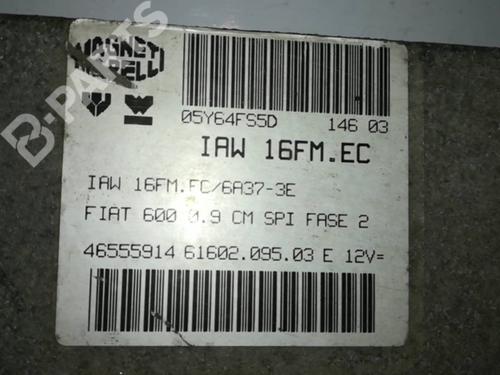 MAGNETI
MARELLI
05Y64FS5D 146 03
IAW 16FM.EC
IAW 16FM.EC/6A37-3E
FIAT 600 0.9 CM SPI FASE 2
46555914 61602.095.03 E 12V=
B-PARTS